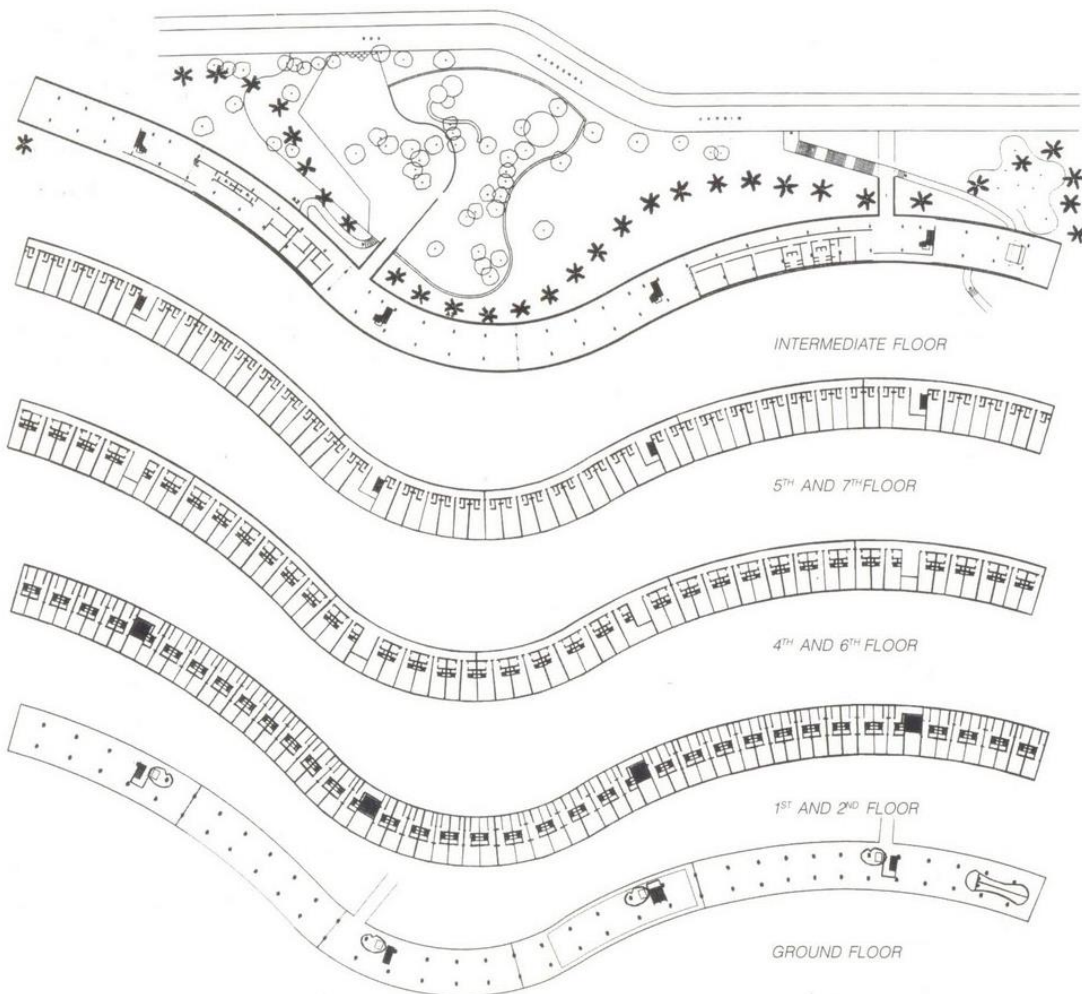 INTERMEDIATE FLOOR
5TH AND 7TH FLOOR
4TH AND 6TH FLOOR
1ST AND 2ND FLOOR
GROUND FLOOR